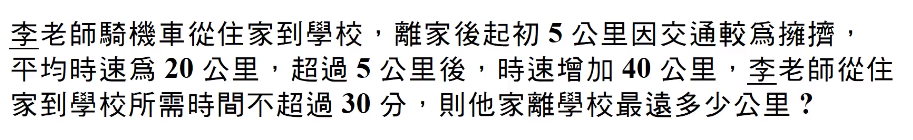 李老師騎機車從住家到學校，離家後起初 5 公里因交通較為擁擠，
平均時速為 20 公里，超過 5 公里後，時速增加 40 公里，李老師從住
家到學校所需時間不超過 30 分，則他家離學校最遠多少公里？